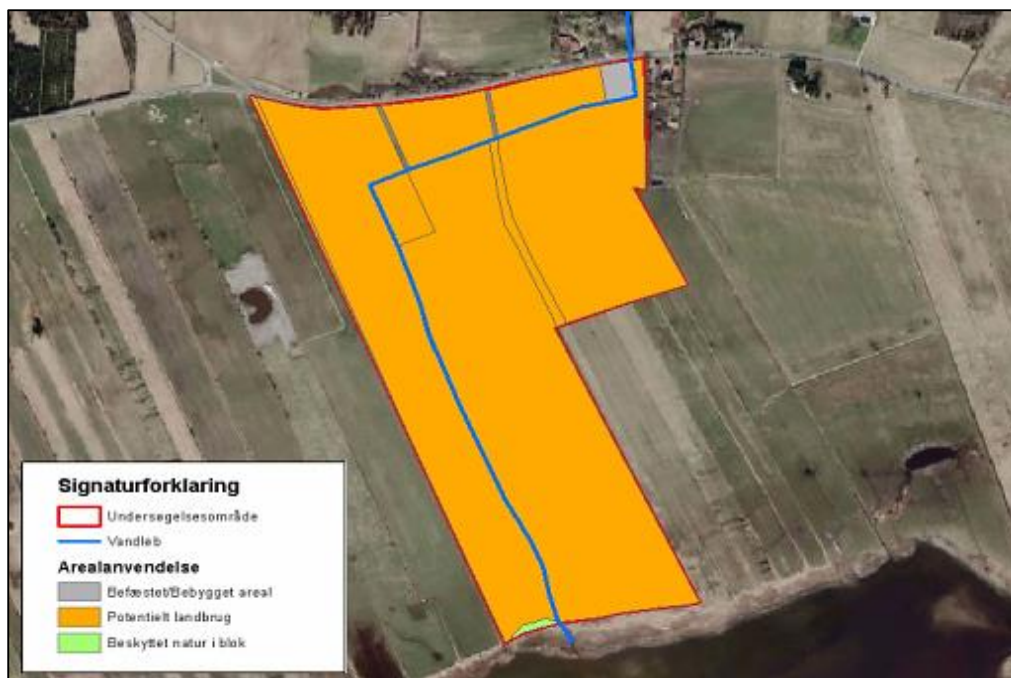 Signaturforklaring
Undersøgelsesområde
Vandløb
Arealanvendelse
Befæstet/Bebygget areal
Potentielt landbrug
Beskyttet natur i blok